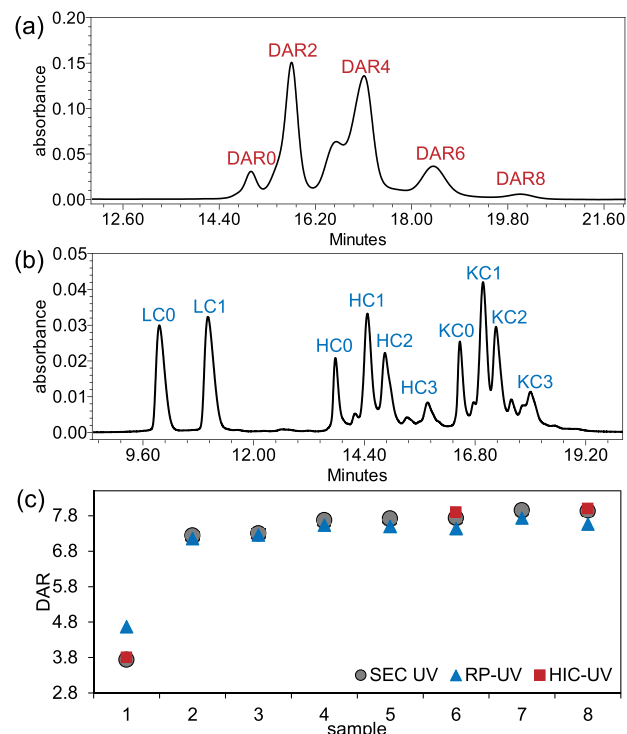 (a)
0.20
0.15
0.10
0.05
0.00
absorbance
DAR0
DAR2
DAR4
DAR6
DAR8
12.60 14.40 16.20 18.00 19.80 21.60
Minutes
(b)
0.05
0.04
0.03
0.02
0.01
0.00
absorbance
LC0
LC1
HC0
HC1
HC2
HC3
KC0
KC1
KC2
KC3
9.60 12.00 14.40 16.80 19.20
Minutes
(c)
7.8
6.8
5.8
4.8
3.8
2.8
DAR
SEC UV RP-UV HIC-UV
1 2 3 4 5 6 7 8
sample